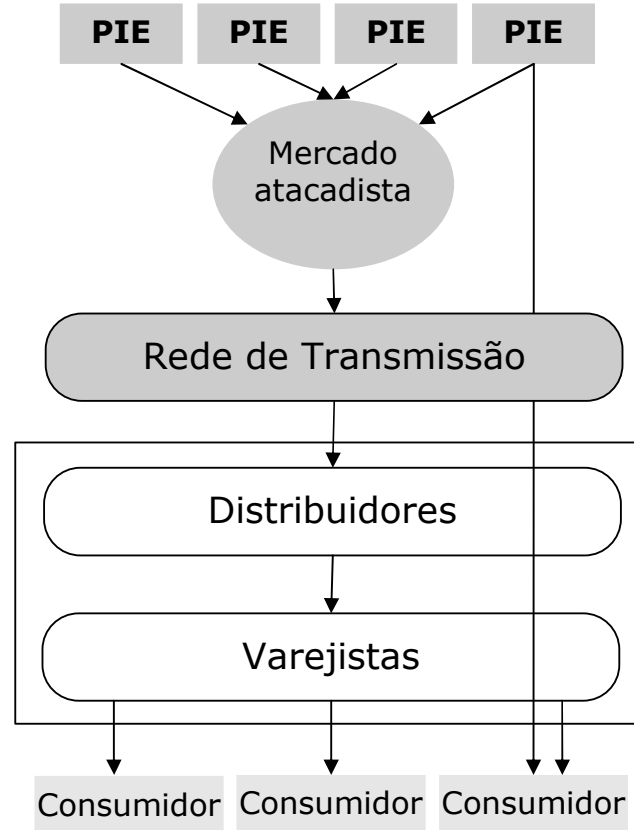 PIE PIE PIE PIE
Mercado
atacadista
Rede de Transmissão
Distribuidores
Varejistas
Consumidor Consumidor Consumidor